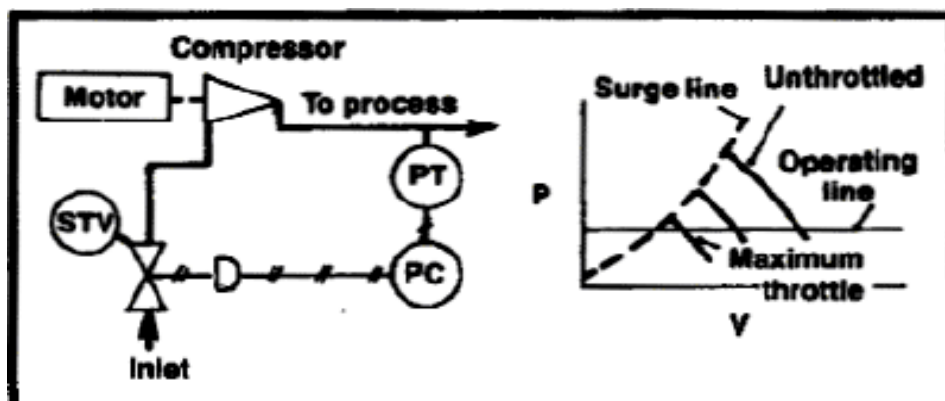 Compressor
Motor
To process
PT
STV
PC
Inlet
Surge line
Unthrottled
Operating
line
P
Maximum
throttle
V